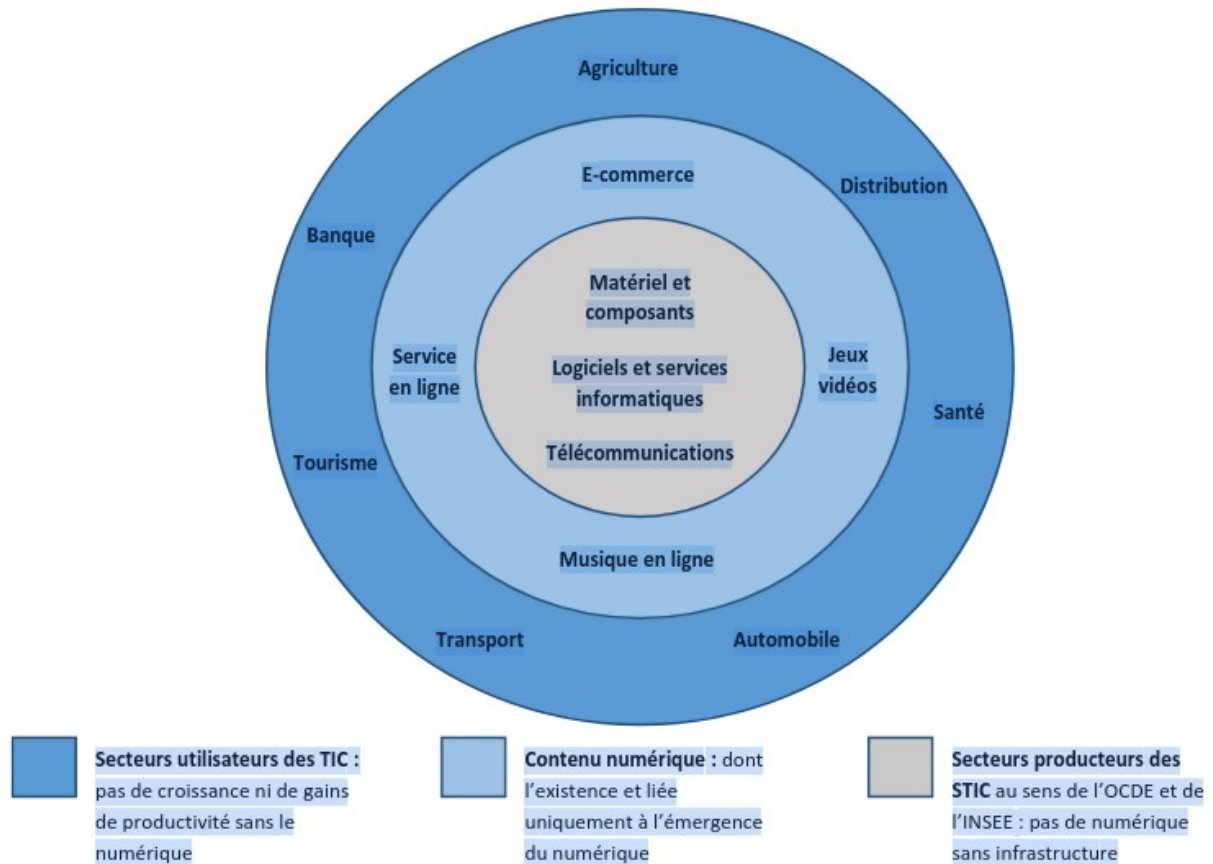 Agriculture
E-commerce
Distribution
Banque
Matériel et
composants
Service
en ligne
Logiciels et services
informatiques
Jeux
vidéos
Santé
Télécommunications
Tourisme
Musique en ligne
Transport
Automobile
Secteurs utilisateurs des TIC :
pas de croissance ni de gains
de productivité sans le
numérique
Contenu numérique : dont
l’existence et liée
uniquement à l’émergence
du numérique
Secteurs producteurs des
STIC au sens de l’OCDE et de
l’INSEE : pas de numérique
sans infrastructure